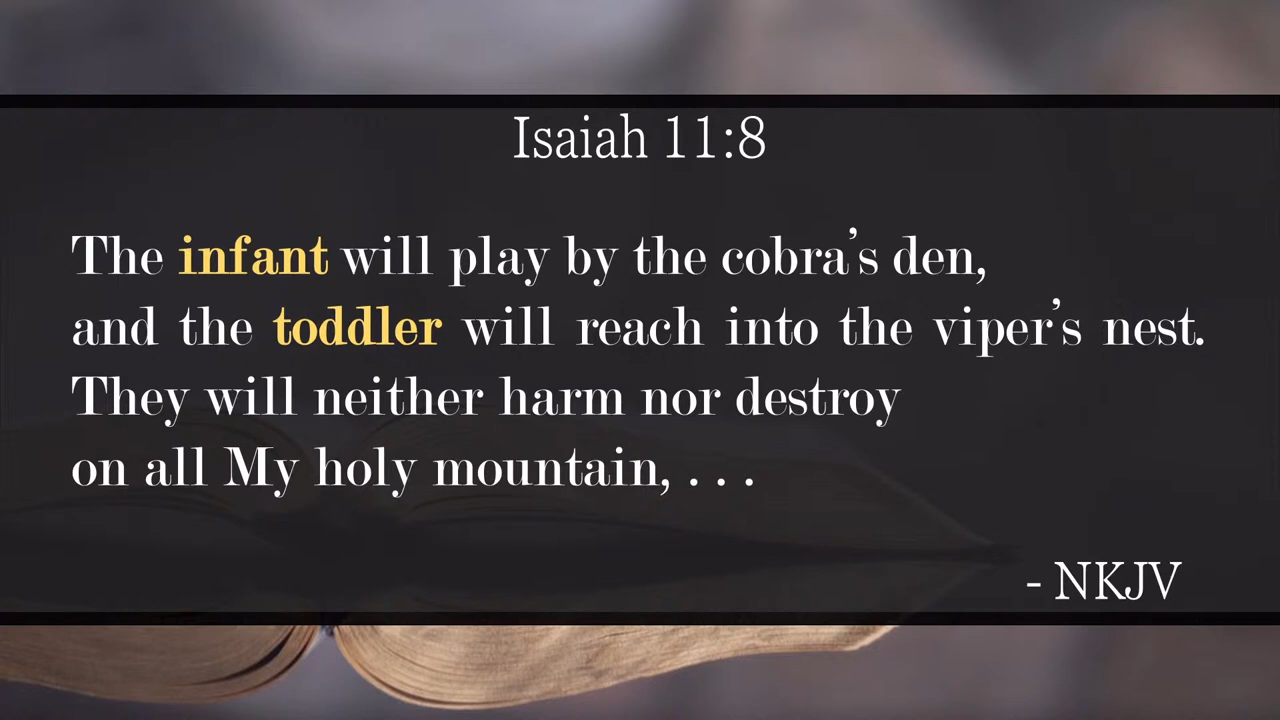 Isaiah 11:8
The infant will play by the cobra’s den,
and the toddler will reach into the viper’s nest.
They will neither harm nor destroy
on all My holy mountain, . . .
- NKJV